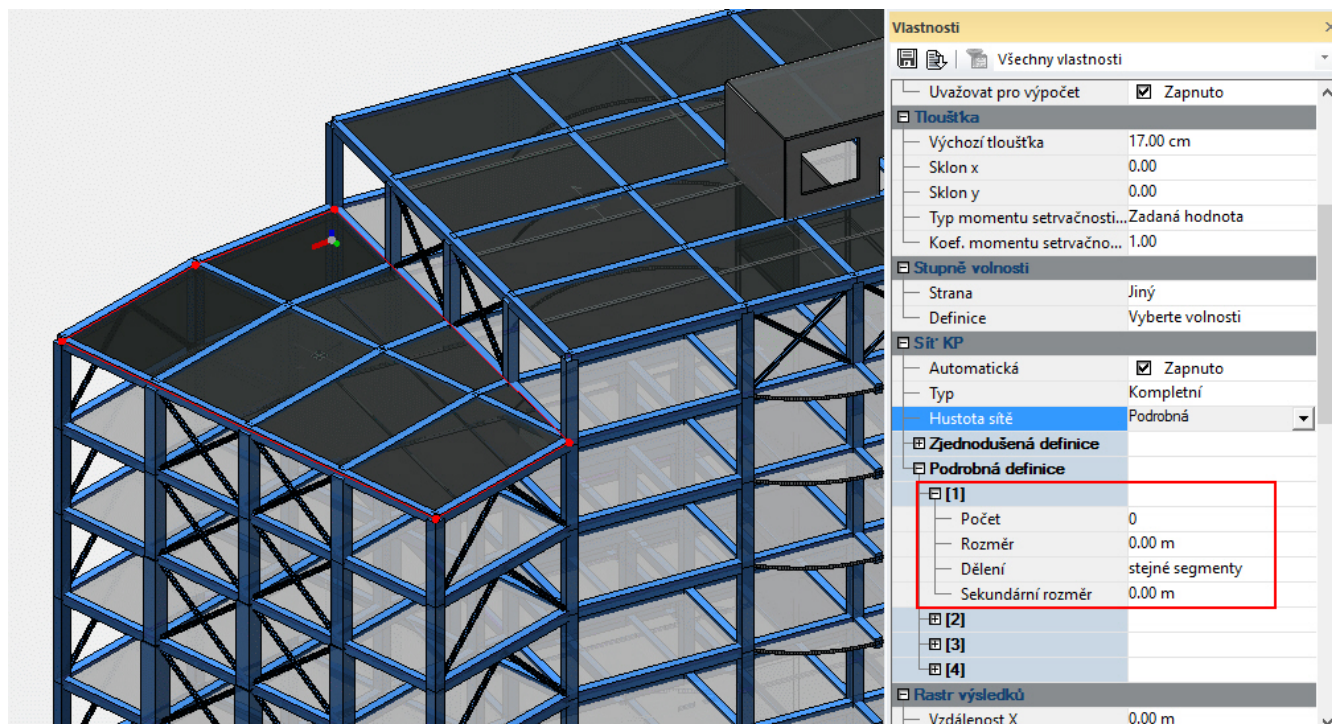 Vlastnosti
Všechny vlastnosti
Uvažovat pro výpočet Zapnuto
Tloušťka
Výchozí tloušťka 17.00 cm
Sklon x 0.00
Sklon y 0.00
Typ momentu setrvačnosti... Zadaná hodnota
Koef. momentu setrvačno... 1.00
Stupně volnosti
Strana Jiný
Definice Vyberte volnosti
Síť KP
Automatická Zapnuto
Typ Kompletní
Hustota sítě Podrobná
Zjednodušená definice
Podrobná definice
[1]
Počet 0
Rozměr 0.00 m
Dělení stejné segmenty
Sekundární rozměr 0.00 m
[2]
[3]
[4]
Rastr výsledků
Vzdálenost X 0.00 m